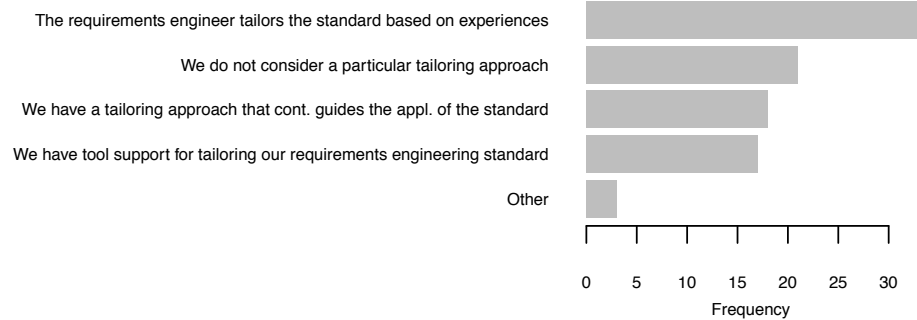 The requirements engineer tailors the standard based on experiences
We do not consider a particular tailoring approach
We have a tailoring approach that cont. guides the appl. of the standard
We have tool support for tailoring our requirements engineering standard
Other
0 5 10 15 20 25 30
Frequency